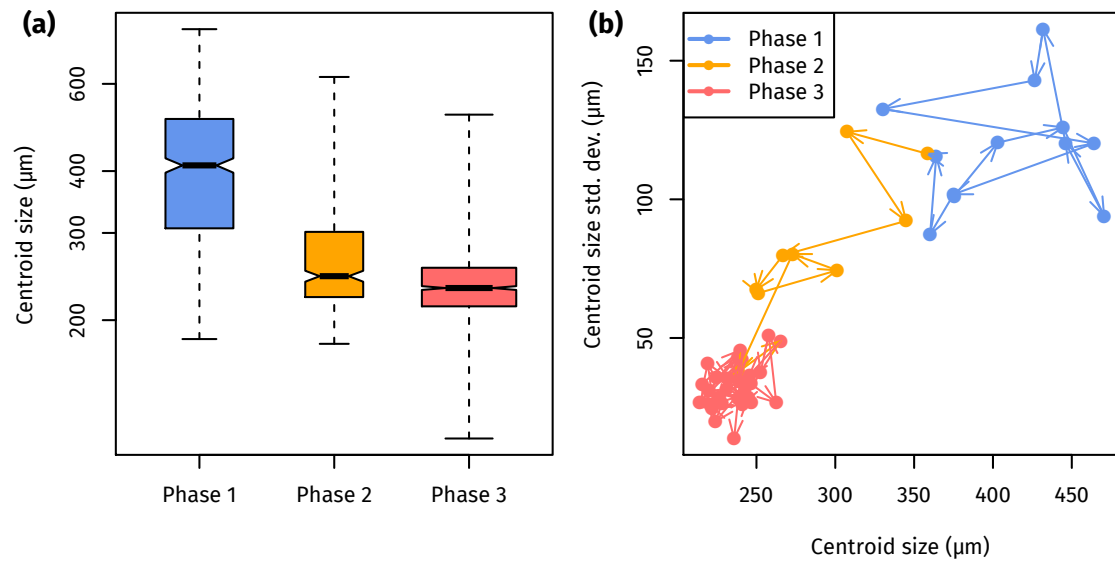 (a)
Centroid size (µm)
600
400
300
200
Phase 1
Phase 2
Phase 3
(b)
Centroid size std. dev. (µm)
150
100
50
Phase 1
Phase 2
Phase 3
250
300
350
400
450
Centroid size (µm)